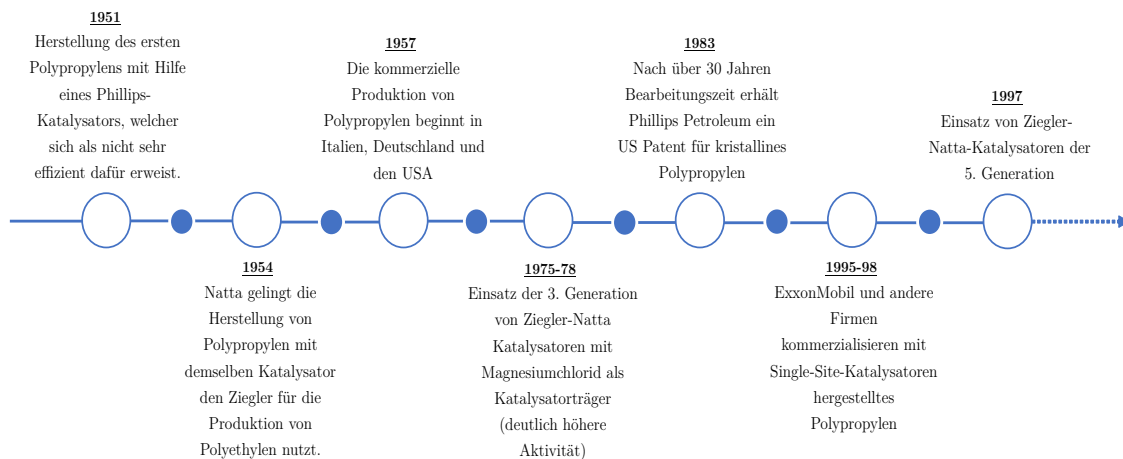 1951
Herstellung des ersten
Polypropylens mit Hilfe
eines Phillips-
Katalysators, welcher
sich als nicht sehr
effizient dafür erweist.
1954
Natta gelingt die
Herstellung von
Polypropylen mit
demselben Katalysator
den Ziegler für die
Produktion von
Polyethylen nutzt.
1957
Die kommerzielle
Produktion von
Polypropylen beginnt in
Italien, Deutschland und
den USA
1975-78
Einsatz der 3. Generation
von Ziegler-Natta
Katalysatoren mit
Magnesiumchlorid als
Katalysatorträger
(deutlich höhere
Aktivität)
1983
Nach über 30 Jahren
Bearbeitungszeit erhält
Phillips Petroleum ein
US Patent für kristallines
Polypropylen
1995-98
ExxonMobil und andere
Firmen
kommerzialisieren mit
Single-Site-Katalysatoren
hergestelltes
Polypropylen
1997
Einsatz von Ziegler-
Natta-Katalysatoren der
5. Generation